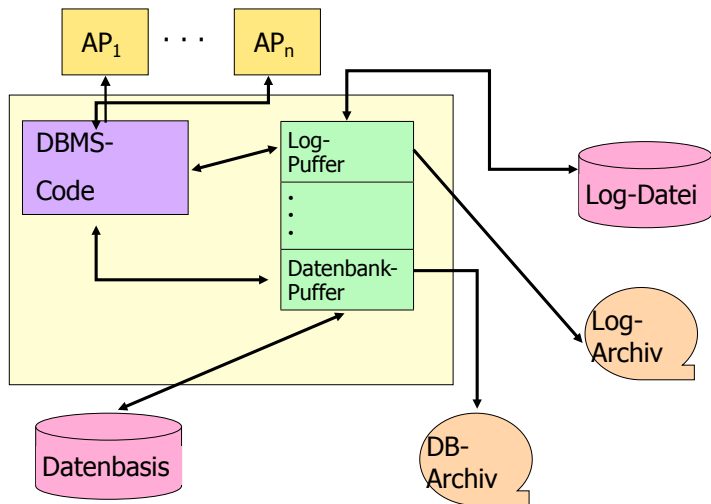 AP1 · · · APn
DBMS-
Code
Log-
Puffer
Datenbank-
Puffer
Log-Datei
Log-
Archiv
Datenbasis
DB-
Archiv